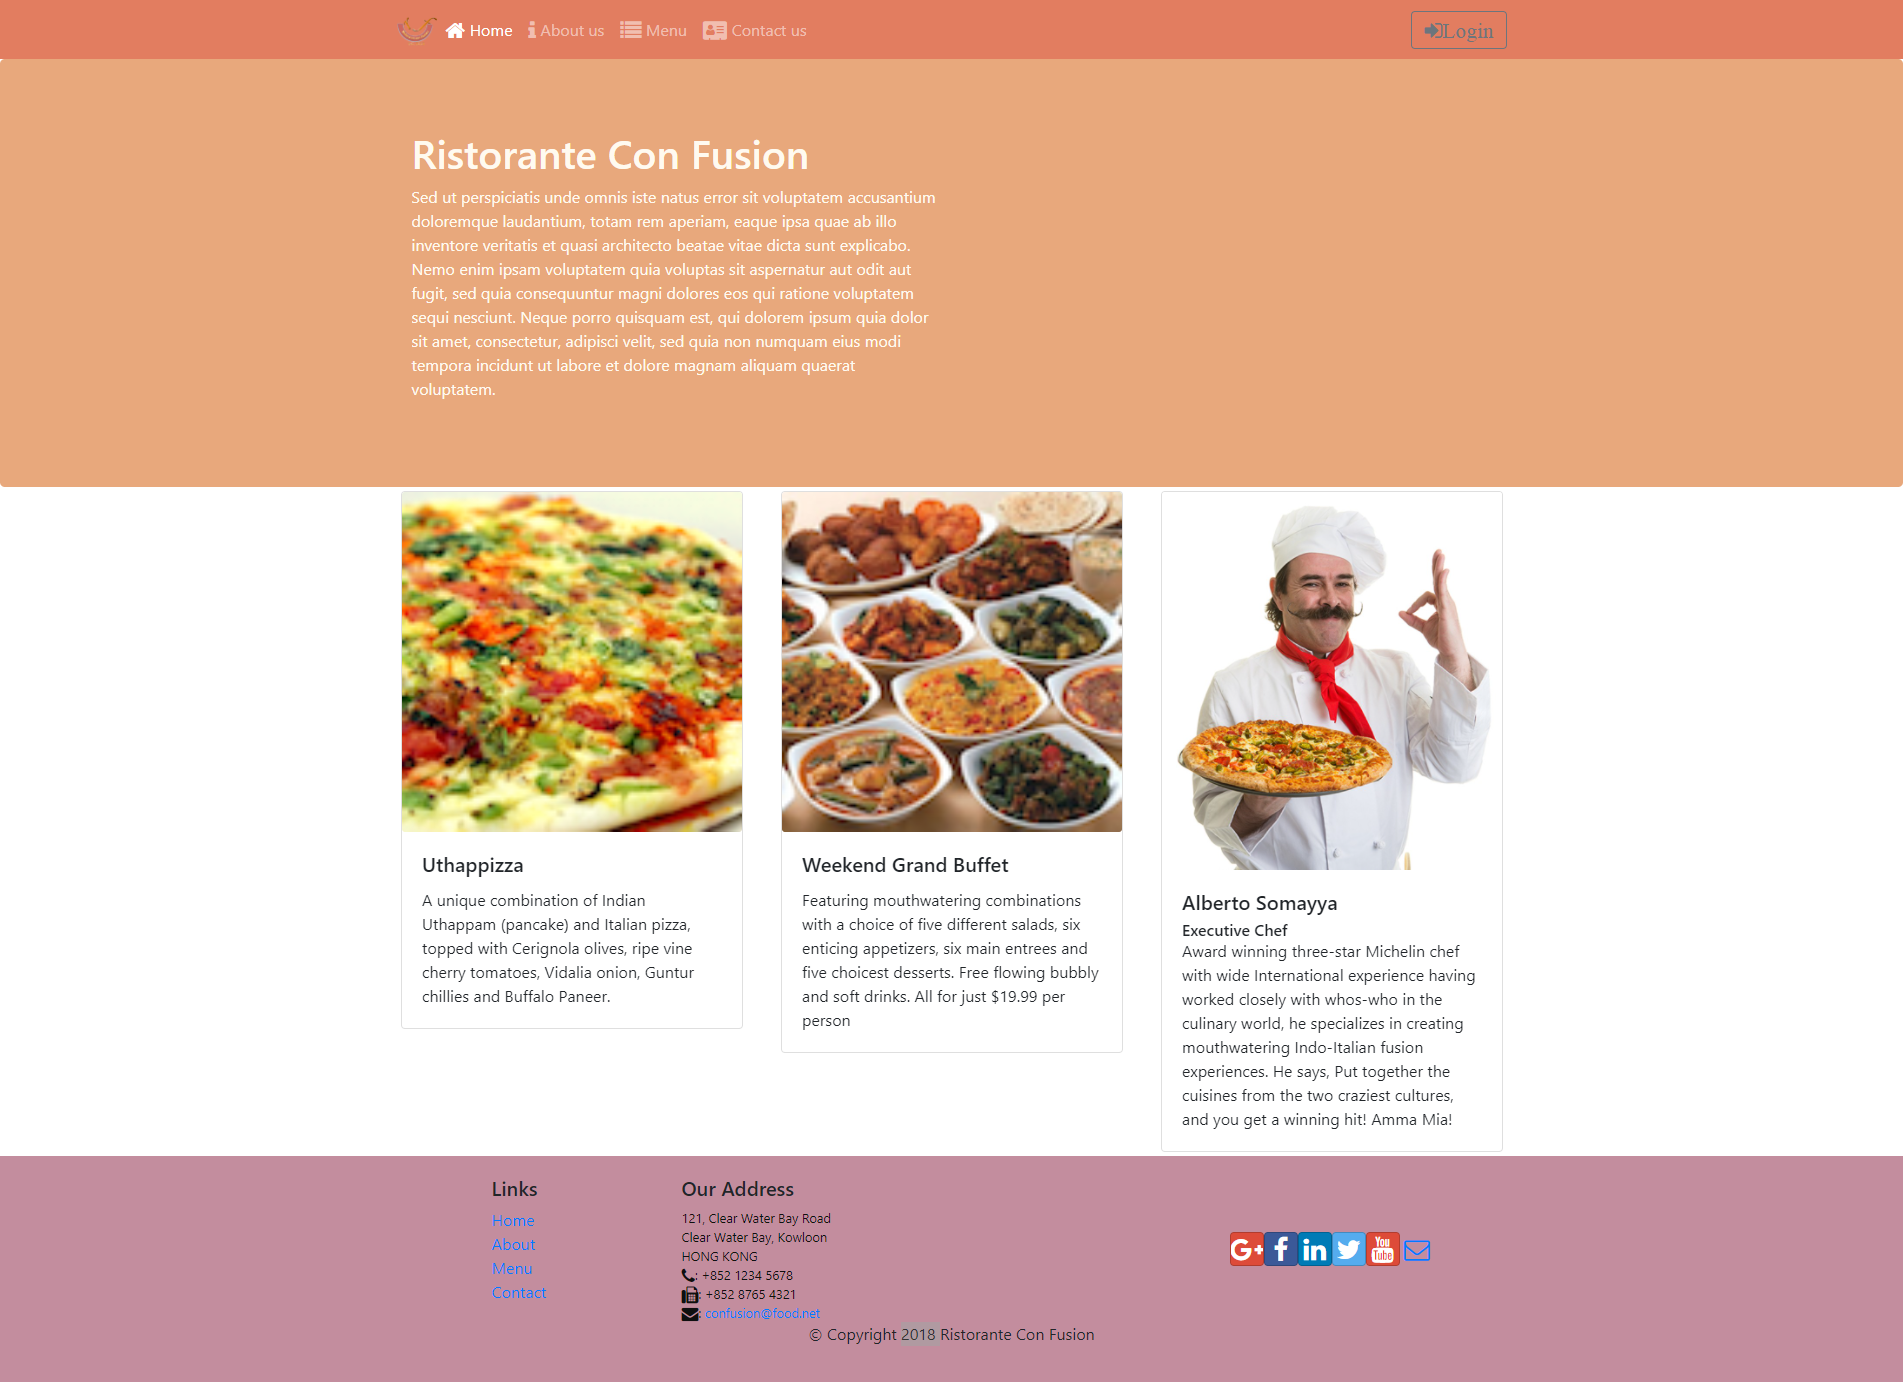 Home
About us
Menu
Contact us
Login
Ristorante Con Fusion
Sed ut perspiciatis unde omnis iste natus error sit voluptatem accusantium
doloremque laudantium, totam rem aperiam, eaque ipsa quae ab illo
inventore veritatis et quasi architecto beatae vitae dicta sunt explicabo.
Nemo enim ipsam voluptatem quia voluptas sit aspernatur aut odit aut
fugit, sed quia consequuntur magni dolores eos qui ratione voluptatem
sequi nesciunt. Neque porro quisquam est, qui dolorem ipsum quia dolor
sit amet, consectetur, adipisci velit, sed quia non numquam eius modi
tempora incidunt ut labore et dolore magnam aliquam quaerat
voluptatem.
Uthappizza
A unique combination of Indian
Uthappam (pancake) and Italian pizza,
topped with Cerignola olives, ripe vine
cherry tomatoes, Vidalia onion, Guntur
chillies and Buffalo Paneer.
Weekend Grand Buffet
Featuring mouthwatering combinations
with a choice of five different salads, six
enticing appetizers, six main entrees and
five choicest desserts. Free flowing bubbly
and soft drinks. All for just $19.99 per
person
Alberto Somayya
Executive Chef
Award winning three-star Michelin chef
with wide International experience having
worked closely with whos-who in the
culinary world, he specializes in creating
mouthwatering Indo-Italian fusion
experiences. He says, Put together the
cuisines from the two craziest cultures,
and you get a winning hit! Amma Mia!
Links
Home
About
Menu
Contact
Our Address
121, Clear Water Bay Road
Clear Water Bay, Kowloon
HONG KONG
: +852 1234 5678
: +852 8765 4321
: confusion@food.net
G+
f
in
You
Tube
© Copyright 2018 Ristorante Con Fusion